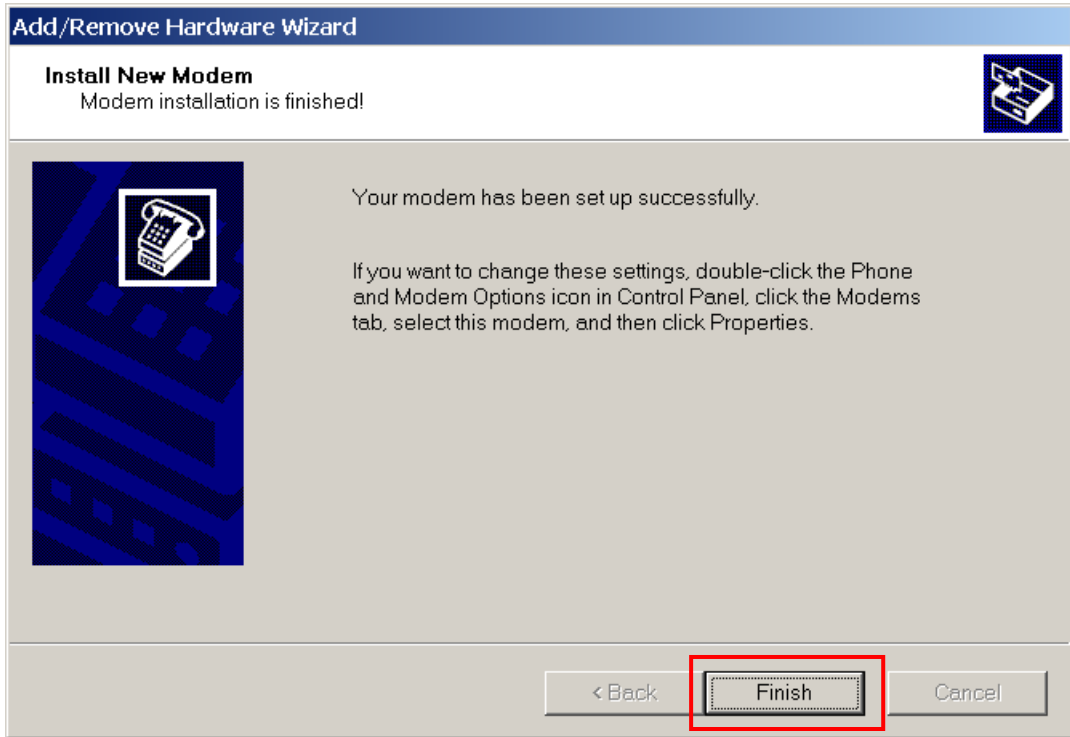 Add/Remove Hardware Wizard
Install New Modem
Modem installation is finished!
Your modem has been set up successfully.
If you want to change these settings, double-click the Phone
and Modem Options icon in Control Panel, click the Modems
tab, select this modem, and then click Properties.
< Back
Finish
Cancel